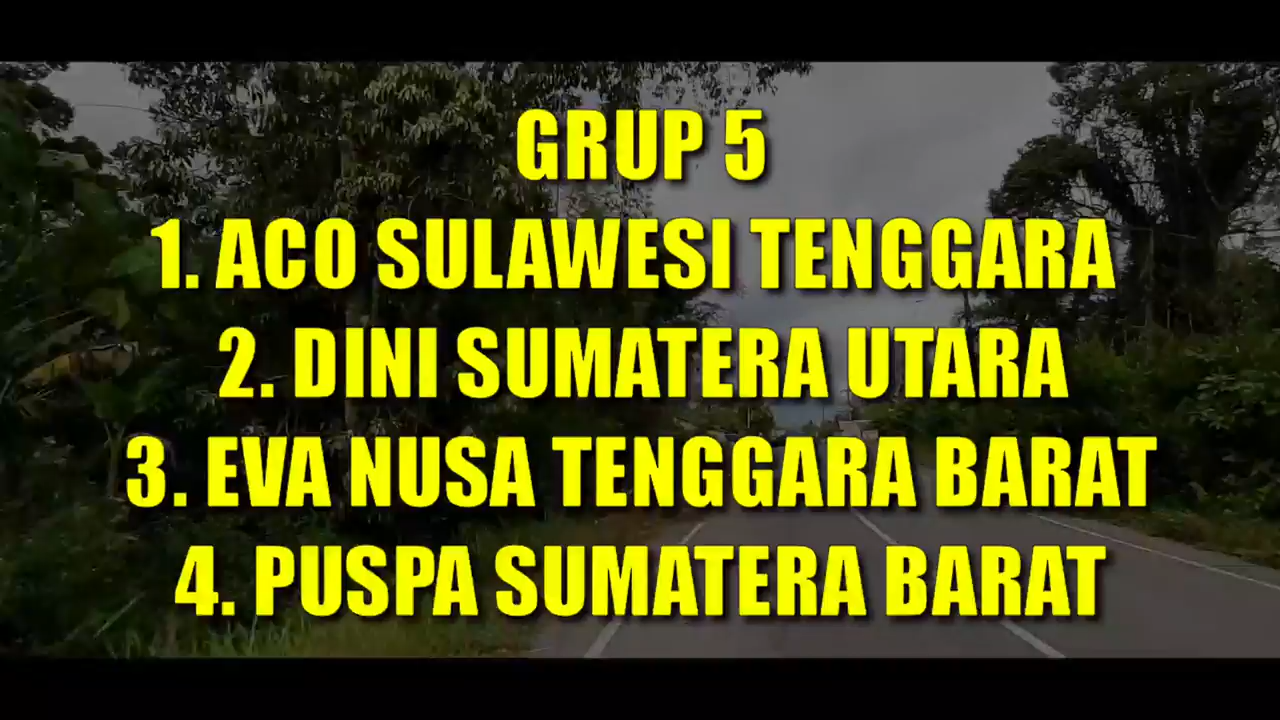 GRUP 5
1. ACO SULAWESI TENGGARA
2. DINI SUMATERA UTARA
3. EVA NUSA TENGGARA BARAT
4. PUSPA SUMATERA BARAT